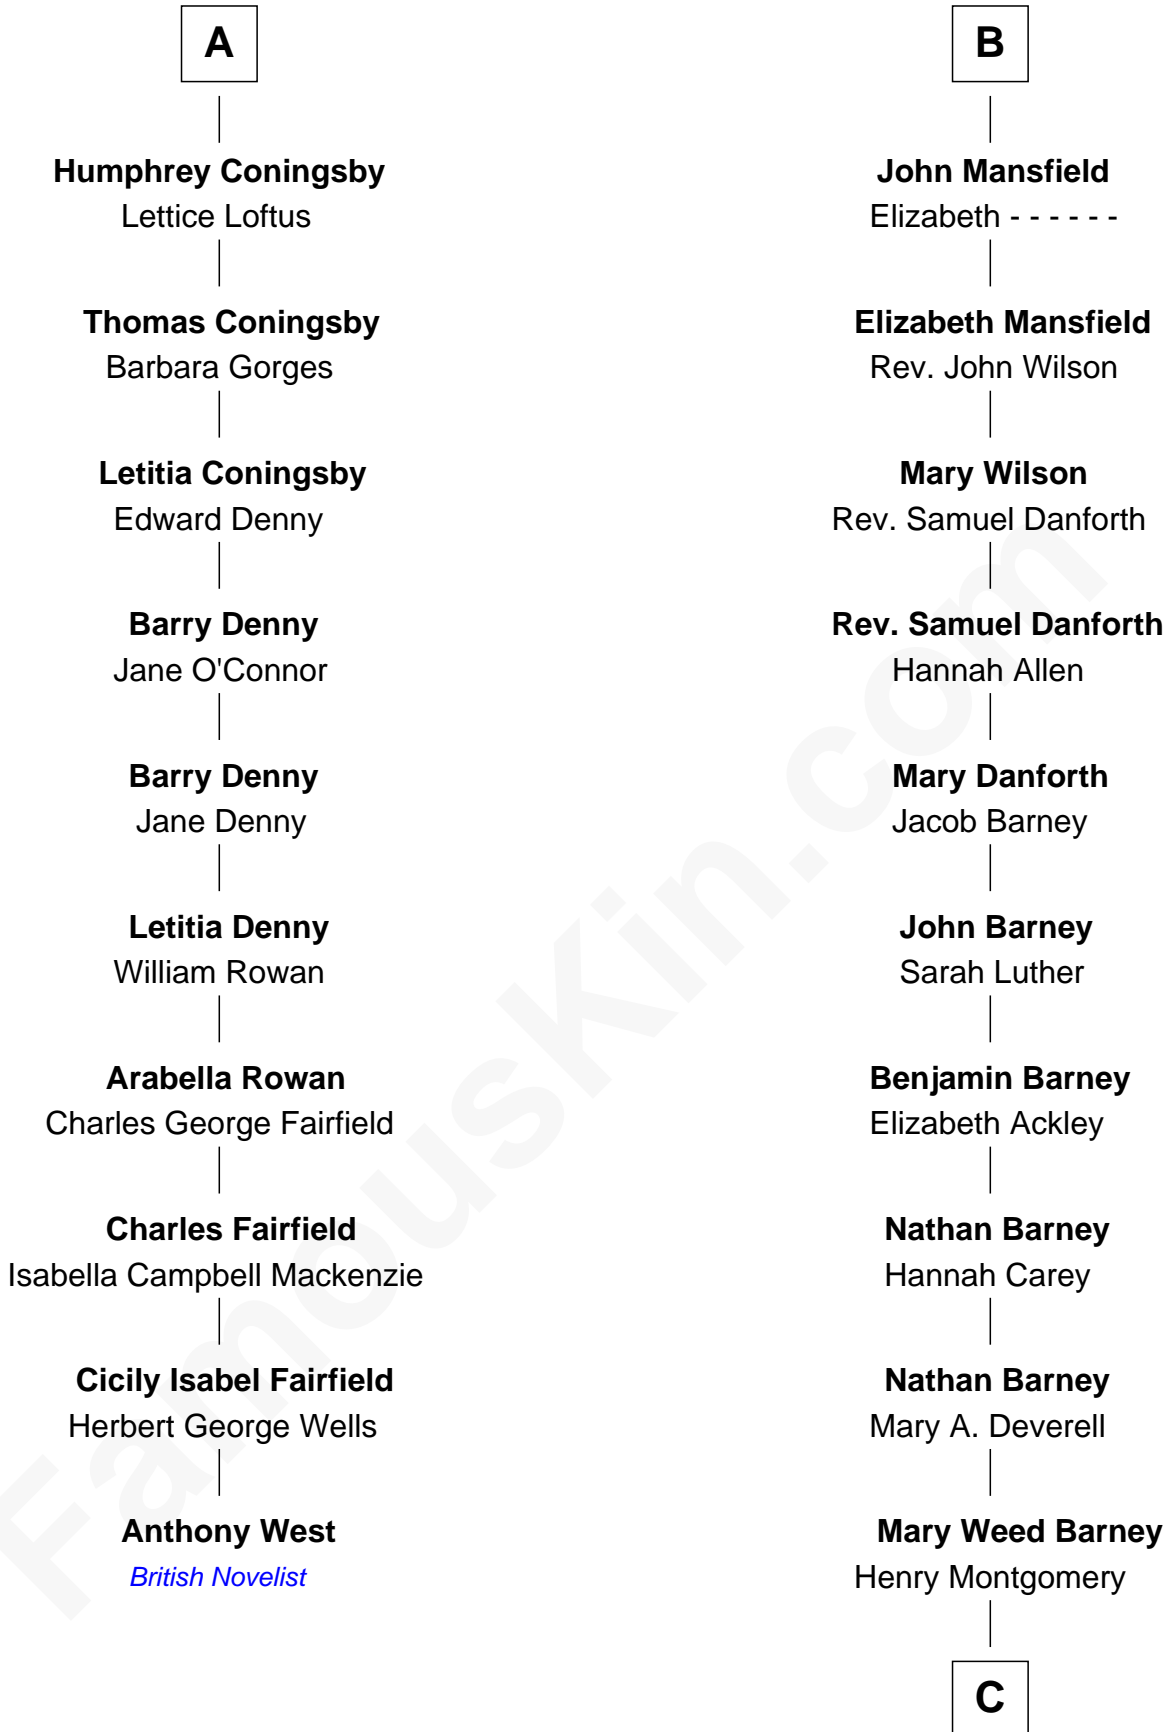 A
Humphrey Coningsby
Lettice Loftus
Thomas Coningsby
Barbara Gorges
Letitia Coningsby
Edward Denny
Barry Denny
Jane O'Connor
Barry Denny
Jane Denny
Letitia Denny
William Rowan
Arabella Rowan
Charles George Fairfield
Charles Fairfield
Isabella Campbell Mackenzie
Cicily Isabel Fairfield
Herbert George Wells
Anthony West
British Novelist
B
John Mansfield
Elizabeth - - - - - -
Elizabeth Mansfield
Rev. John Wilson
Mary Wilson
Rev. Samuel Danforth
Rev. Samuel Danforth
Hannah Allen
Mary Danforth
Jacob Barney
John Barney
Sarah Luther
Benjamin Barney
Elizabeth Ackley
Nathan Barney
Hannah Carey
Nathan Barney
Mary A. Deverell
Mary Weed Barney
Henry Montgomery
C
FamousKin.com